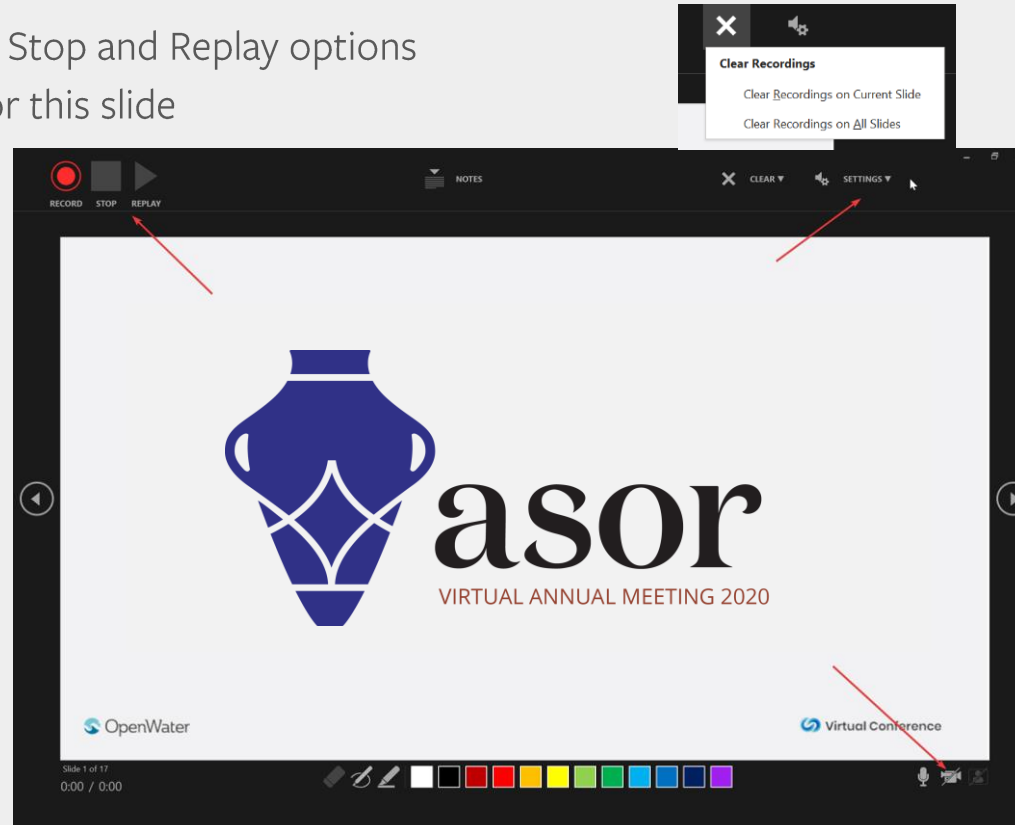 Stop and Replay options
or this slide
Clear Recordings
Clear Recordings on Current Slide
Clear Recordings on All Slides
RECORD STOP REPLAY
NOTES
CLEAR
SETTINGS
asor
VIRTUAL ANNUAL MEETING 2020
OpenWater
Virtual Conference
Slide 1 of 17
0:00 / 0:00